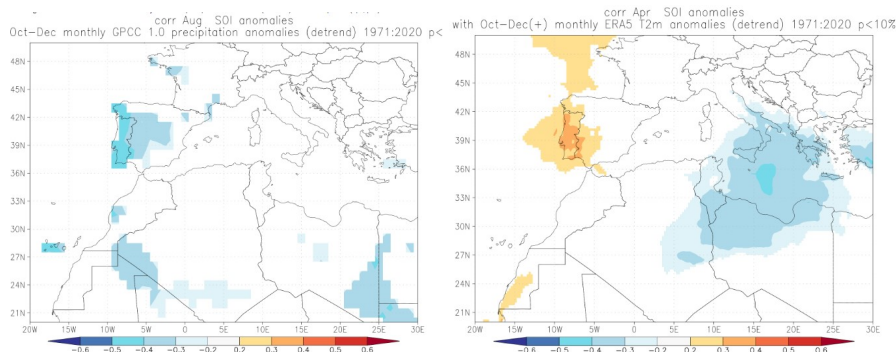 corr Aug SOI anomalies
Oct-Dec monthly GPCC 1.0 precipitation anomalies (detrend) 1971:2020 p<
48N
45N
42N
39N
36N
33N
30N
27N
24N
21N
20W 15W 10W 5W 0 5E 10E 15E 20E 25E 30E
-0.6 -0.5 -0.4 -0.3 -0.2 0.2 0.3 0.4 0.5 0.6
corr Apr SOI anomalies
with Oct-Dec(+) monthly ERA5 T2m anomalies (detrend) 1971:2020 p<10%
48N
45N
42N
39N
36N
33N
30N
27N
24N
21N
20W 15W 10W 5W 0 5E 10E 15E 20E 25E 30E
-0.6 -0.5 -0.4 -0.3 -0.2 0.2 0.3 0.4 0.5 0.6